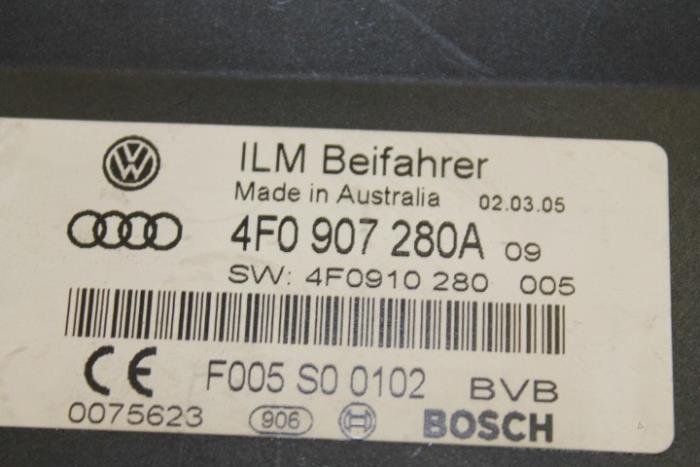 ILM Beifahrer
Made in Australia 02.03.05
4F0 907 280A 09
SW: 4F0910 280 005
CE F005 S0 0102 BVB
0075623 906 BOSCH